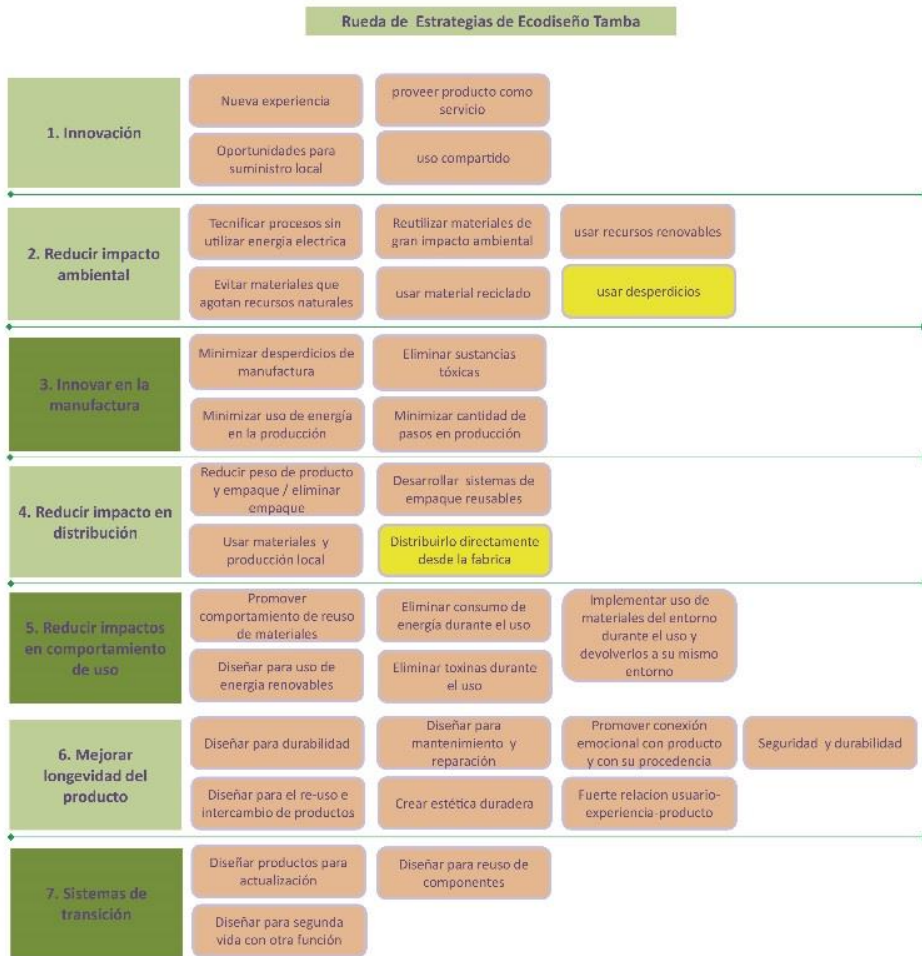 Rueda de Estrategias de Ecodiseño Tamba
1. Innovación
Nueva experiencia
proveer producto como
servicio
Oportunidades para
suministro local
uso compartido
2. Reducir impacto
ambiental
Tecnificar procesos sin
utilizar energía electrica
Reutilizar materiales de
gran impacto ambiental
usar recursos renovables
Evitar materiales que
agotan recursos naturales
usar material reciclado
usar desperdicios
3. Innovar en la
manufactura
Minimizar desperdicios de
manufactura
Eliminar sustancias
tóxicas
Minimizar uso de energía
en la producción
Minimizar cantidad de
pasos en producción
4. Reducir impacto en
distribución
Reducir peso de producto
y empaque / eliminar
empaque
Desarrollar sistemas de
empaque reusables
Usar materiales y
producción local
Distribuirlo directamente
desde la fabrica
5. Reducir impactos
en comportamiento
de uso
Promover
comportamiento de reuso
de materiales
Eliminar consumo de
energía durante el uso
Implementar uso de
materiales del entorno
durante el uso y
devolverlos a su mismo
entorno
Diseñar para uso de
energia renovables
Eliminar toxinas durante
el uso
6. Mejorar
longevidad del
producto
Diseñar para durabilidad
Diseñar para
mantenimiento y
reparación
Promover conexión
emocional con producto
y con su procedencia
Seguridad y durabilidad
Diseñar para el re-uso e
intercambio de productos
Crear estética duradera
Fuerte relacion usuario-
experiencia-producto
7. Sistemas de
transición
Diseñar productos para
actualización
Diseñar para reuso de
componentes
Diseñar para segunda
vida con otra función